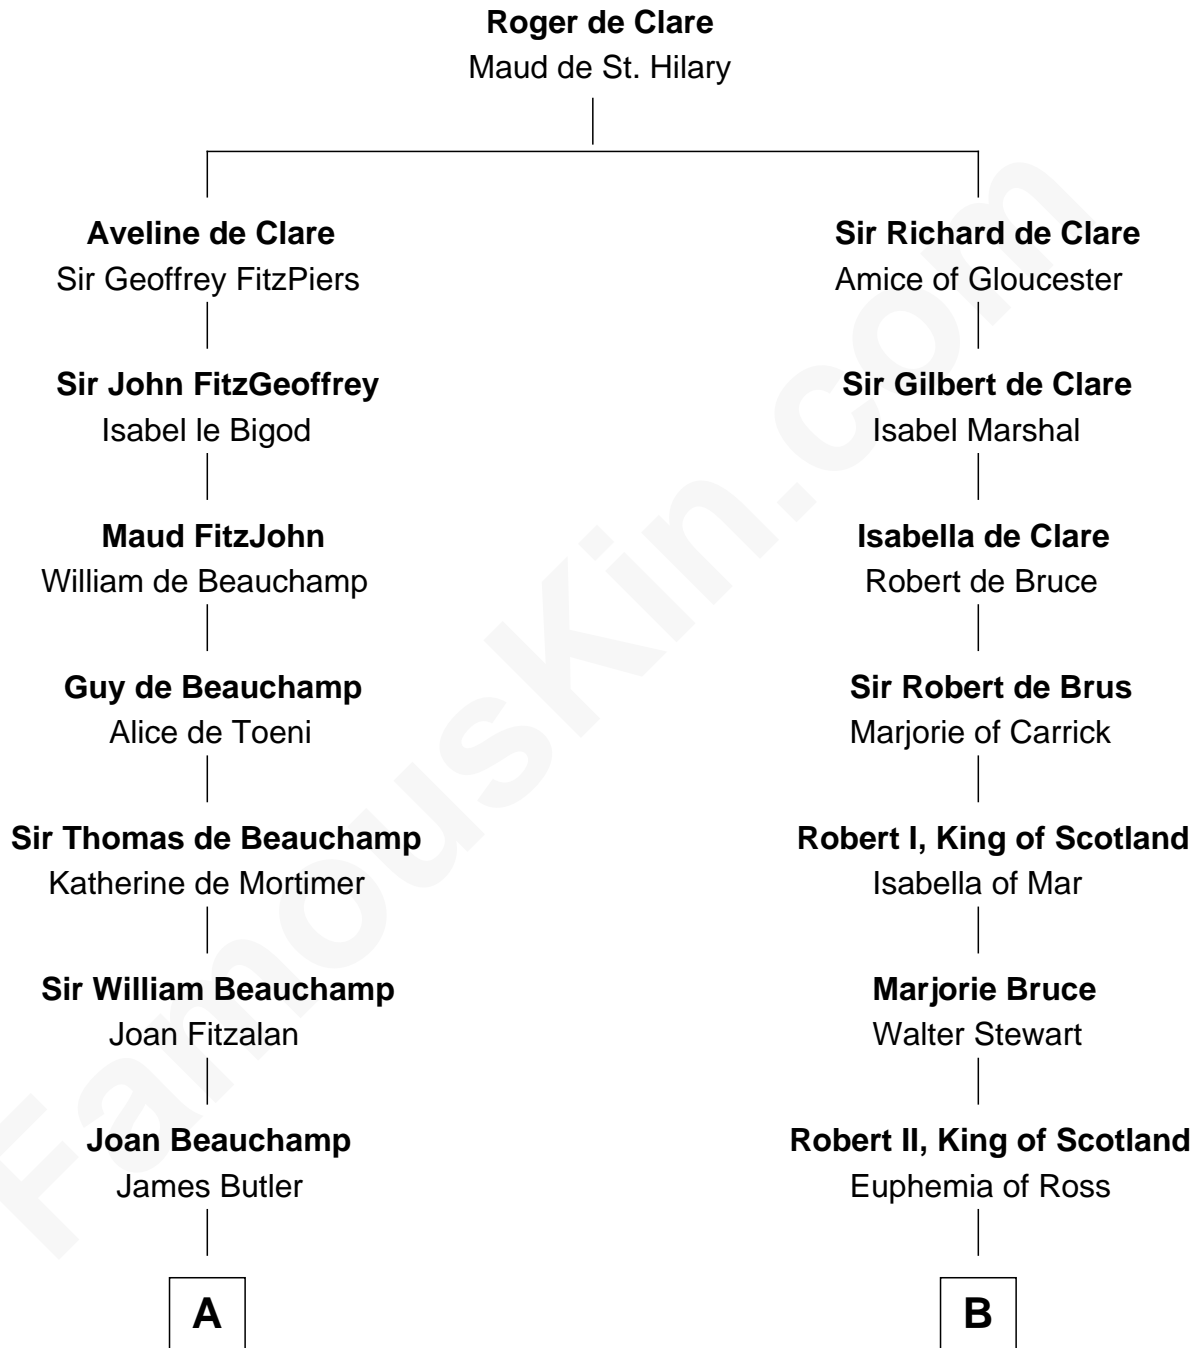 Roger de Clare
Maud de St. Hilary
Aveline de Clare
Sir Geoffrey FitzPiers
Sir Richard de Clare
Amice of Gloucester
Sir John FitzGeoffrey
Isabel le Bigod
Sir Gilbert de Clare
Isabel Marshal
Maud FitzJohn
William de Beauchamp
Isabella de Clare
Robert de Bruce
Guy de Beauchamp
Alice de Toeni
Sir Robert de Brus
Marjorie of Carrick
Sir Thomas de Beauchamp
Katherine de Mortimer
Robert I, King of Scotland
Isabella of Mar
Sir William Beauchamp
Joan Fitzalan
Marjorie Bruce
Walter Stewart
Joan Beauchamp
James Butler
Robert II, King of Scotland
Euphemia of Ross
A
B
FamousKin.com